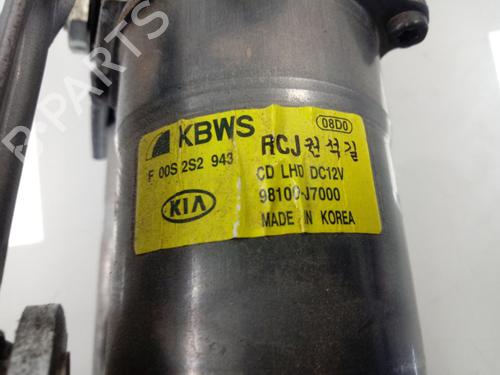 KBWS
08D0
F 00S 2S2 943
RCJ전석길
CD LHD DC12V
KIA
98100-J7000
MADE IN KOREA
B-PARTS